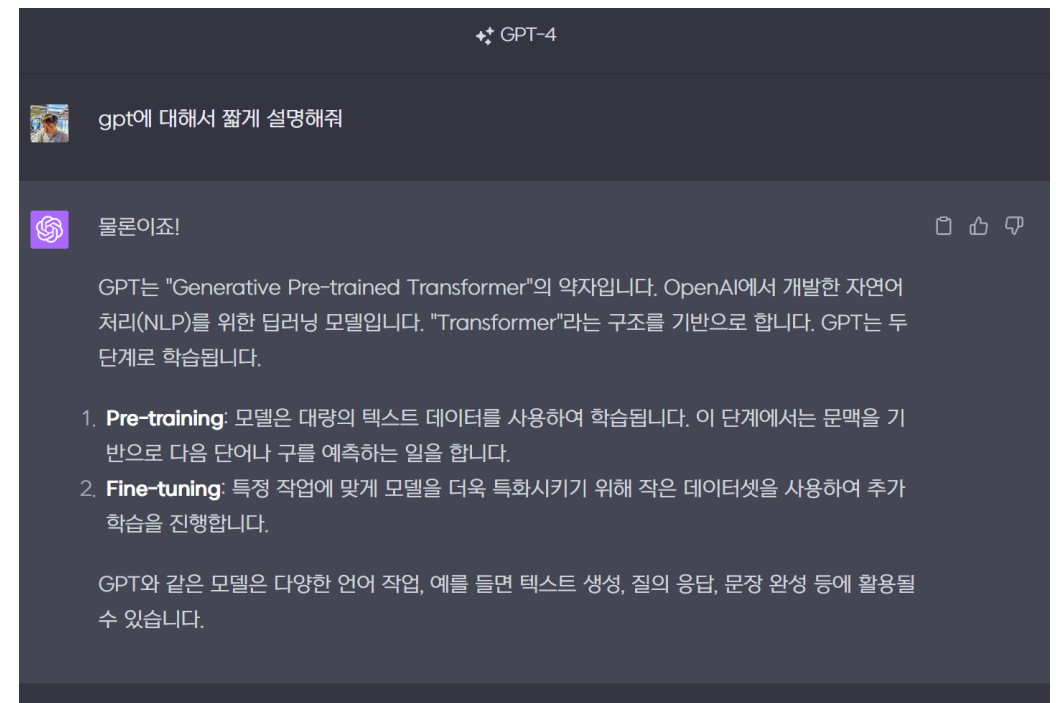 GPT-4
gpt에 대해서 짧게 설명해줘
물론이죠!
GPT는 "Generative Pre-trained Transformer"의 약자입니다. OpenAI에서 개발한 자연어
처리(NLP)를 위한 딥러닝 모델입니다. "Transformer"라는 구조를 기반으로 합니다. GPT는 두
단계로 학습됩니다.
1. Pre-training: 모델은 대량의 텍스트 데이터를 사용하여 학습됩니다. 이 단계에서는 문맥을 기
반으로 다음 단어나 구를 예측하는 일을 합니다.
2. Fine-tuning: 특정 작업에 맞게 모델을 더욱 특화시키기 위해 작은 데이터셋을 사용하여 추가
학습을 진행합니다.
GPT와 같은 모델은 다양한 언어 작업, 예를 들면 텍스트 생성, 질의 응답, 문장 완성 등에 활용될
수 있습니다.